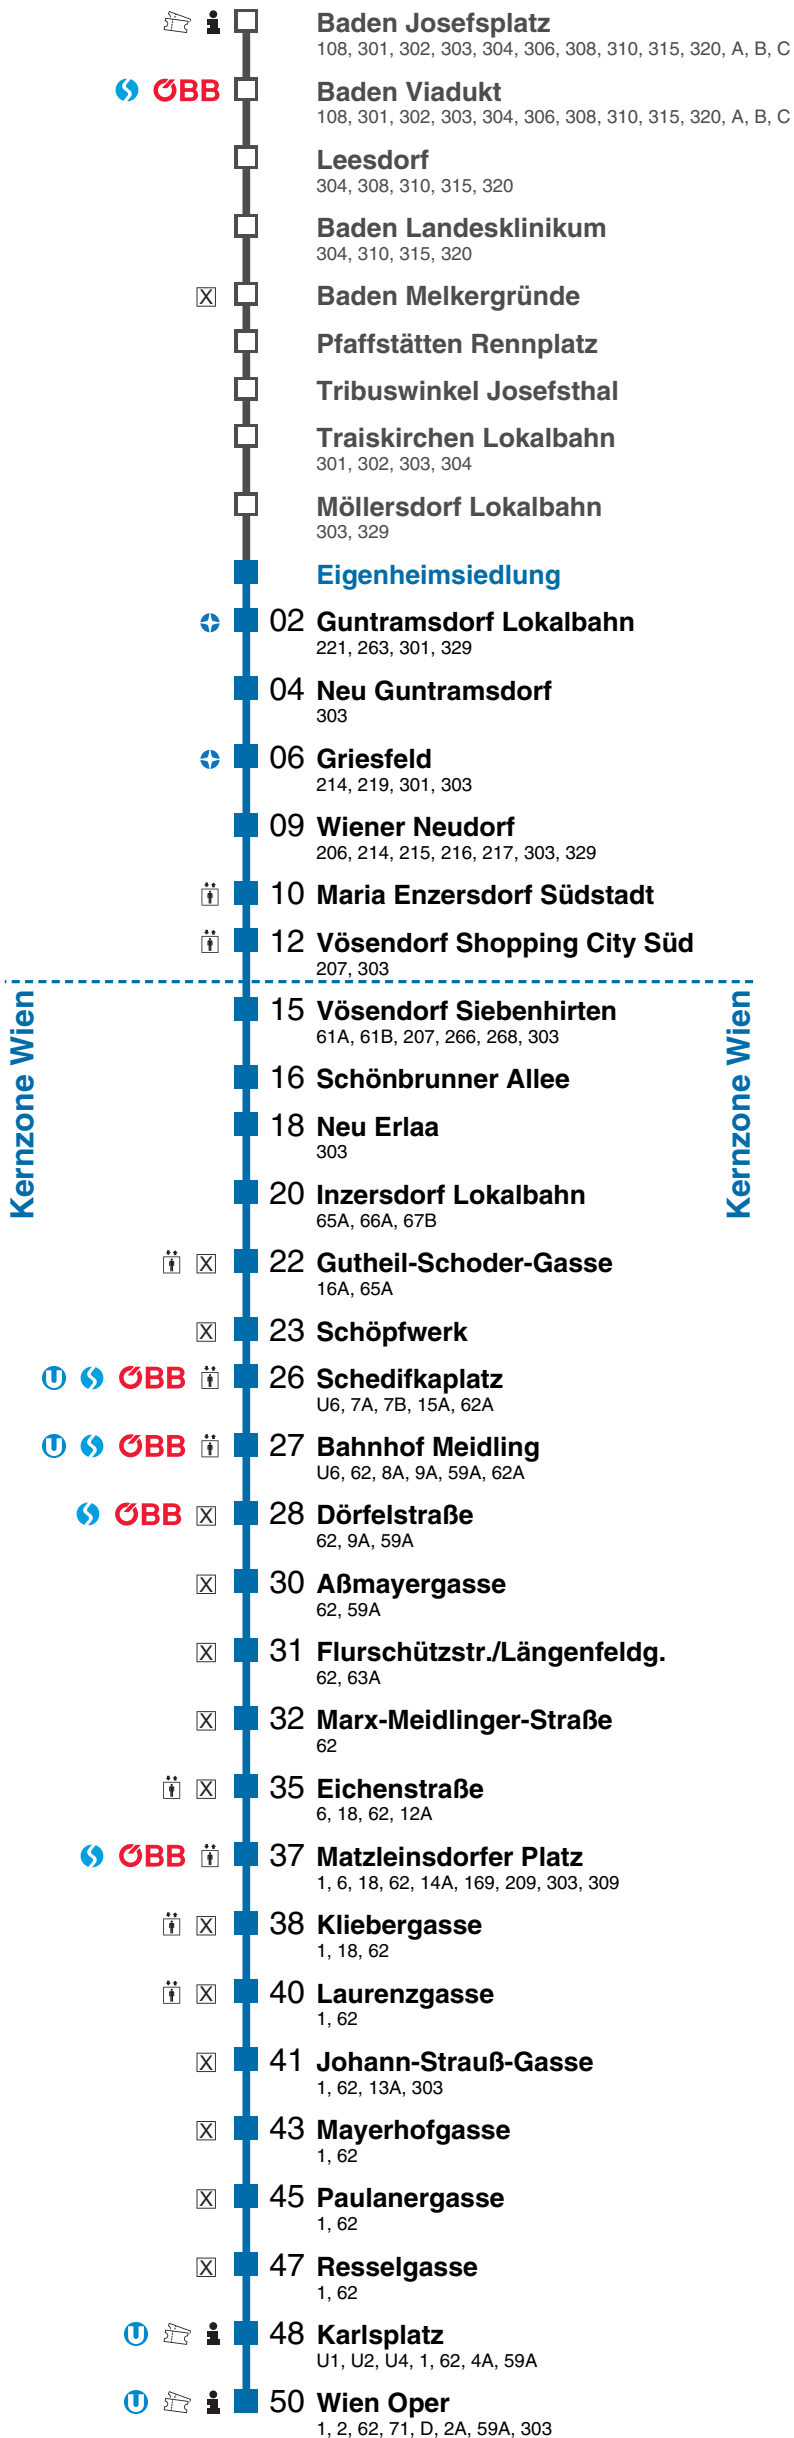 Baden Josefsplatz
108, 301, 302, 303, 304, 306, 308, 310, 315, 320, A, B, C
ÖBB Baden Viadukt
108, 301, 302, 303, 304, 306, 308, 310, 315, 320, A, B, C
Leesdorf
304, 308, 310, 315, 320
Baden Landesklinikum
304, 310, 315, 320
X Baden Melkergründe
Pfaffstätten Rennplatz
Tribuswinkel Josefsthal
Traiskirchen Lokalbahn
301, 302, 303, 304
Möllersdorf Lokalbahn
303, 329
Eigenheimsiedlung
02 Guntramsdorf Lokalbahn
221, 263, 301, 329
04 Neu Guntramsdorf
303
06 Griesfeld
214, 219, 301, 303
09 Wiener Neudorf
206, 214, 215, 216, 217, 303, 329
10 Maria Enzersdorf Südstadt
12 Vösendorf Shopping City Süd
207, 303
Kernzone Wien
Kernzone Wien
15 Vösendorf Siebenhirten
61A, 61B, 207, 266, 268, 303
16 Schönbrunner Allee
18 Neu Erlaa
303
20 Inzersdorf Lokalbahn
65A, 66A, 67B
X 22 Gutheil-Schoder-Gasse
16A, 65A
X 23 Schöpfwerk
U ÖBB 26 Schedifkaplatz
U6, 7A, 7B, 15A, 62A
U ÖBB 27 Bahnhof Meidling
U6, 62, 8A, 9A, 59A, 62A
ÖBB X 28 Dörfelstraße
62, 9A, 59A
X 30 Aßmayergasse
62, 59A
X 31 Flurschützstr./Längenfeldg.
62, 63A
X 32 Marx-Meidlinger-Straße
62
X 35 Eichenstraße
6, 18, 62, 12A
ÖBB 37 Matzleinsdorfer Platz
1, 6, 18, 62, 14A, 169, 209, 303, 309
X 38 Kliebergasse
1, 18, 62
X 40 Laurenzgasse
1, 62
X 41 Johann-Strauß-Gasse
1, 62, 13A, 303
X 43 Mayerhofgasse
1, 62
X 45 Paulanergasse
1, 62
X 47 Resselgasse
1, 62
U 48 Karlsplatz
U1, U2, U4, 1, 62, 4A, 59A
U 50 Wien Oper
1, 2, 62, 71, D, 2A, 59A, 303